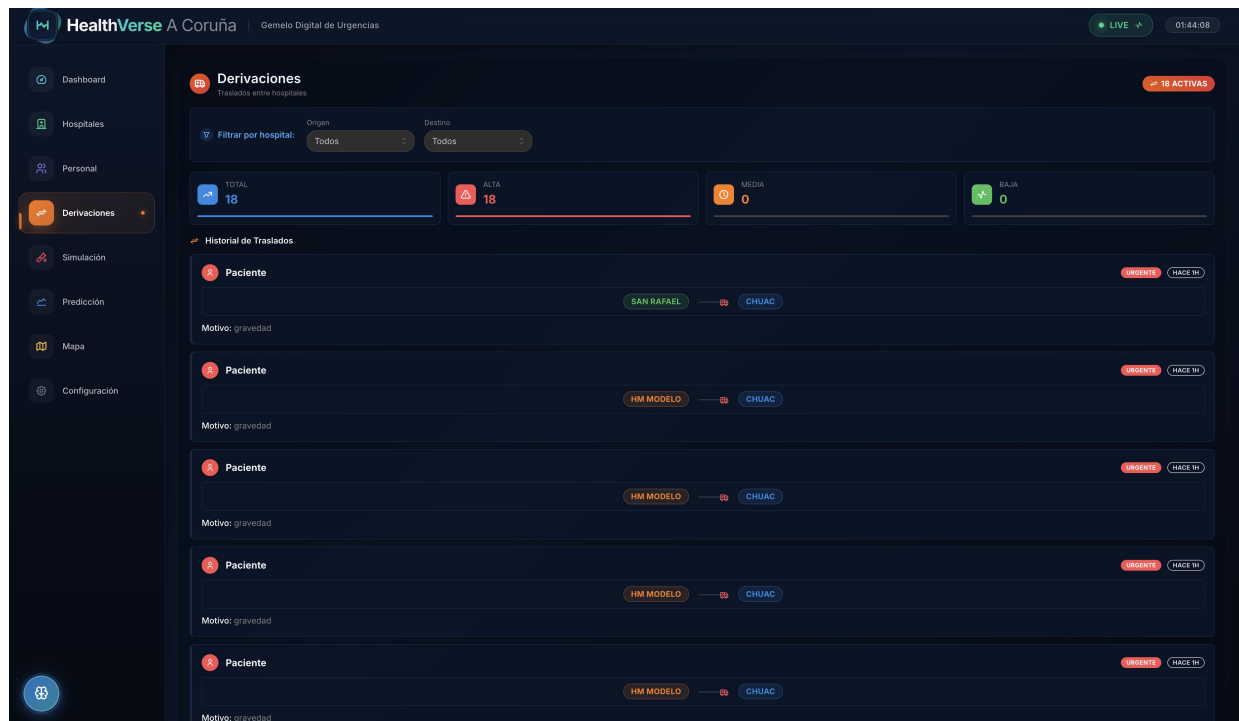 HealthVerse A Coruña
Gemelo Digital de Urgencias
LIVE
01:44:08
Dashboard
Hospitales
Personal
Derivaciones
Simulación
Predicción
Mapa
Configuración
Derivaciones
Traslados entre hospitales
18 ACTIVAS
Filtrar por hospital:
Origen
Todos
Destino
Todos
TOTAL
18
ALTA
18
MEDIA
0
BAJA
0
Historial de Traslados
Paciente
URGENTE
HACE 1H
SAN RAFAEL
CHUAC
Motivo: gravedad
Paciente
URGENTE
HACE 1H
HM MODELO
CHUAC
Motivo: gravedad
Paciente
URGENTE
HACE 1H
HM MODELO
CHUAC
Motivo: gravedad
Paciente
URGENTE
HACE 1H
HM MODELO
CHUAC
Motivo: gravedad
Paciente
URGENTE
HACE 1H
HM MODELO
CHUAC
Motivo: gravedad